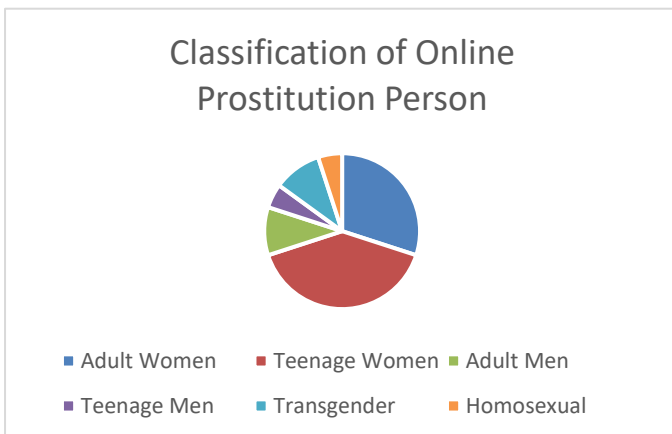 Classification of Online
Prostitution Person
Adult Women Teenage Women Adult Men
Teenage Men Transgender Homosexual